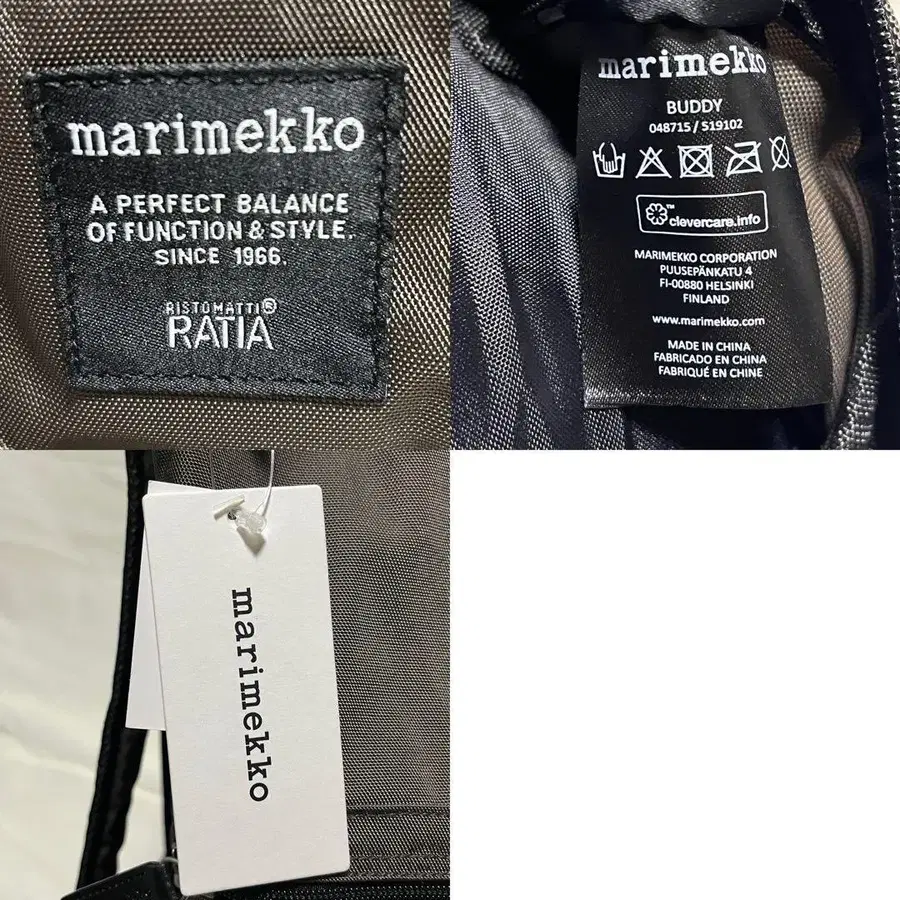 marimekko
A PERFECT BALANCE
OF FUNCTION & STYLE.
SINCE 1966.
RISTOMATTI®
RATIA
marimekko
BUDDY
048715 / S19102
clevercare.info
MARIMEKKO CORPORATION
PUUSEPÄNKATU 4
FI-00880 HELSINKI
FINLAND
www.marimekko.com
MADE IN CHINA
FABRICADO EN CHINA
FABRIQUÉ EN CHINE
marimekko